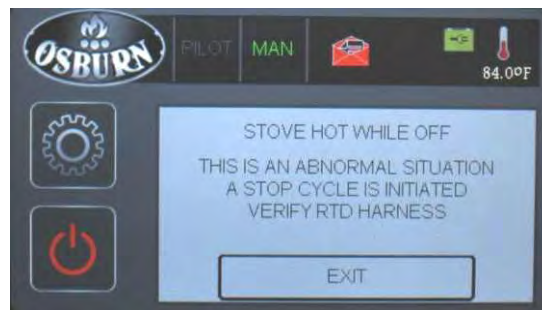 OSBURN
PILOT
MAN
84.0ºF
STOVE HOT WHILE OFF
THIS IS AN ABNORMAL SITUATION
A STOP CYCLE IS INITIATED
VERIFY RTD HARNESS
EXIT